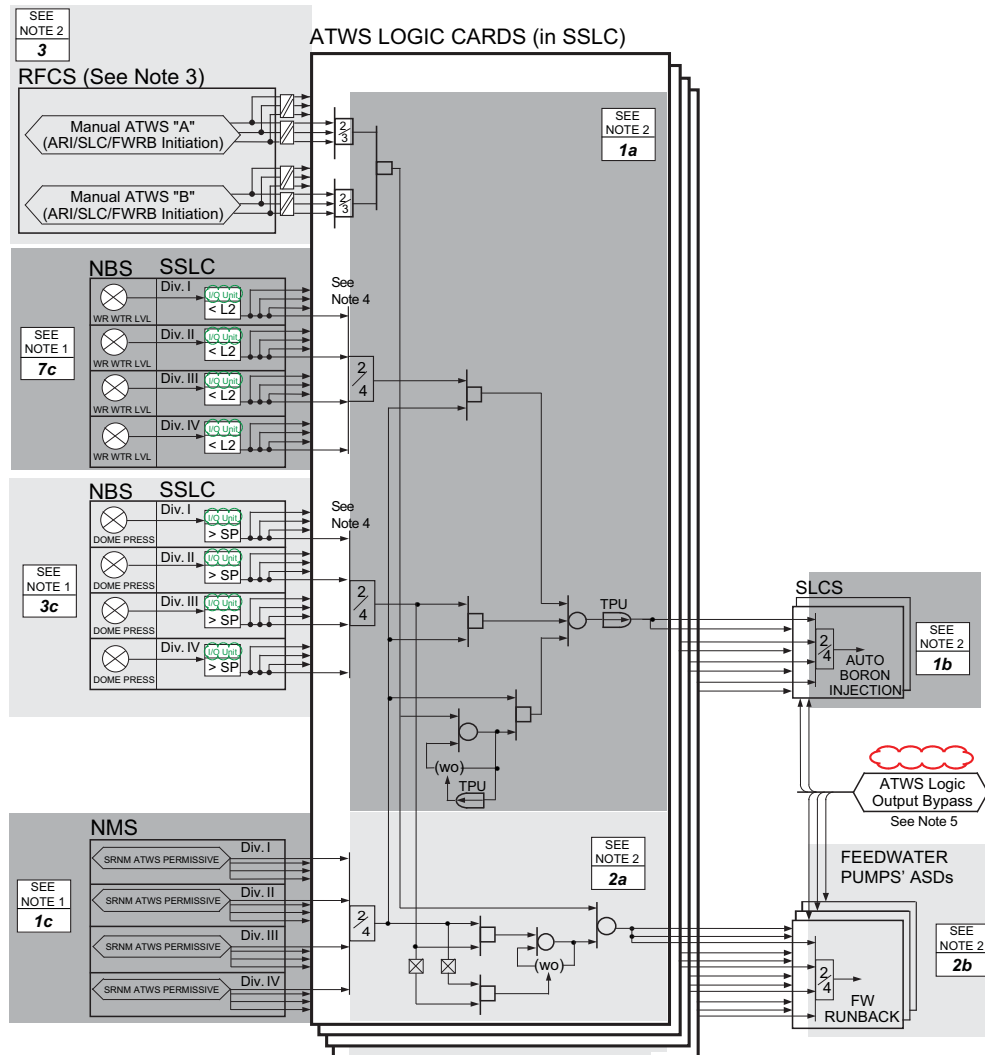 SEE
NOTE 2
3
ATWS LOGIC CARDS (in SSLC)
RFCS (See Note 3)
Manual ATWS "A"
(ARI/SLC/FWRB Initiation)
2
3
Manual ATWS "B"
(ARI/SLC/FWRB Initiation)
2
3
SEE
NOTE 2
1a
NBS SSLC
SEE
NOTE 1
7c
WR WTR LVL
Div. I
I/Q Unit
< L2
WR WTR LVL
Div. II
I/Q Unit
< L2
WR WTR LVL
Div. III
I/Q Unit
< L2
WR WTR LVL
Div. IV
I/Q Unit
< L2
See
Note 4
2
4
NBS SSLC
SEE
NOTE 1
3c
DOME PRESS
Div. I
I/Q Unit
> SP
DOME PRESS
Div. II
I/Q Unit
> SP
DOME PRESS
Div. III
I/Q Unit
> SP
DOME PRESS
Div. IV
I/Q Unit
> SP
See
Note 4
2
4
TPU
(wo)
TPU
SLCS
2
4
AUTO
BORON
INJECTION
SEE
NOTE 2
1b
ATWS Logic
Output Bypass
See Note 5
NMS
SEE
NOTE 1
1c
SRNM ATWS PERMISSIVE
Div. I
SRNM ATWS PERMISSIVE
Div. II
SRNM ATWS PERMISSIVE
Div. III
SRNM ATWS PERMISSIVE
Div. IV
2
4
SEE
NOTE 2
2a
(wo)
FEEDWATER
PUMPS' ASDs
2
4
FW
RUNBACK
SEE
NOTE 2
2b